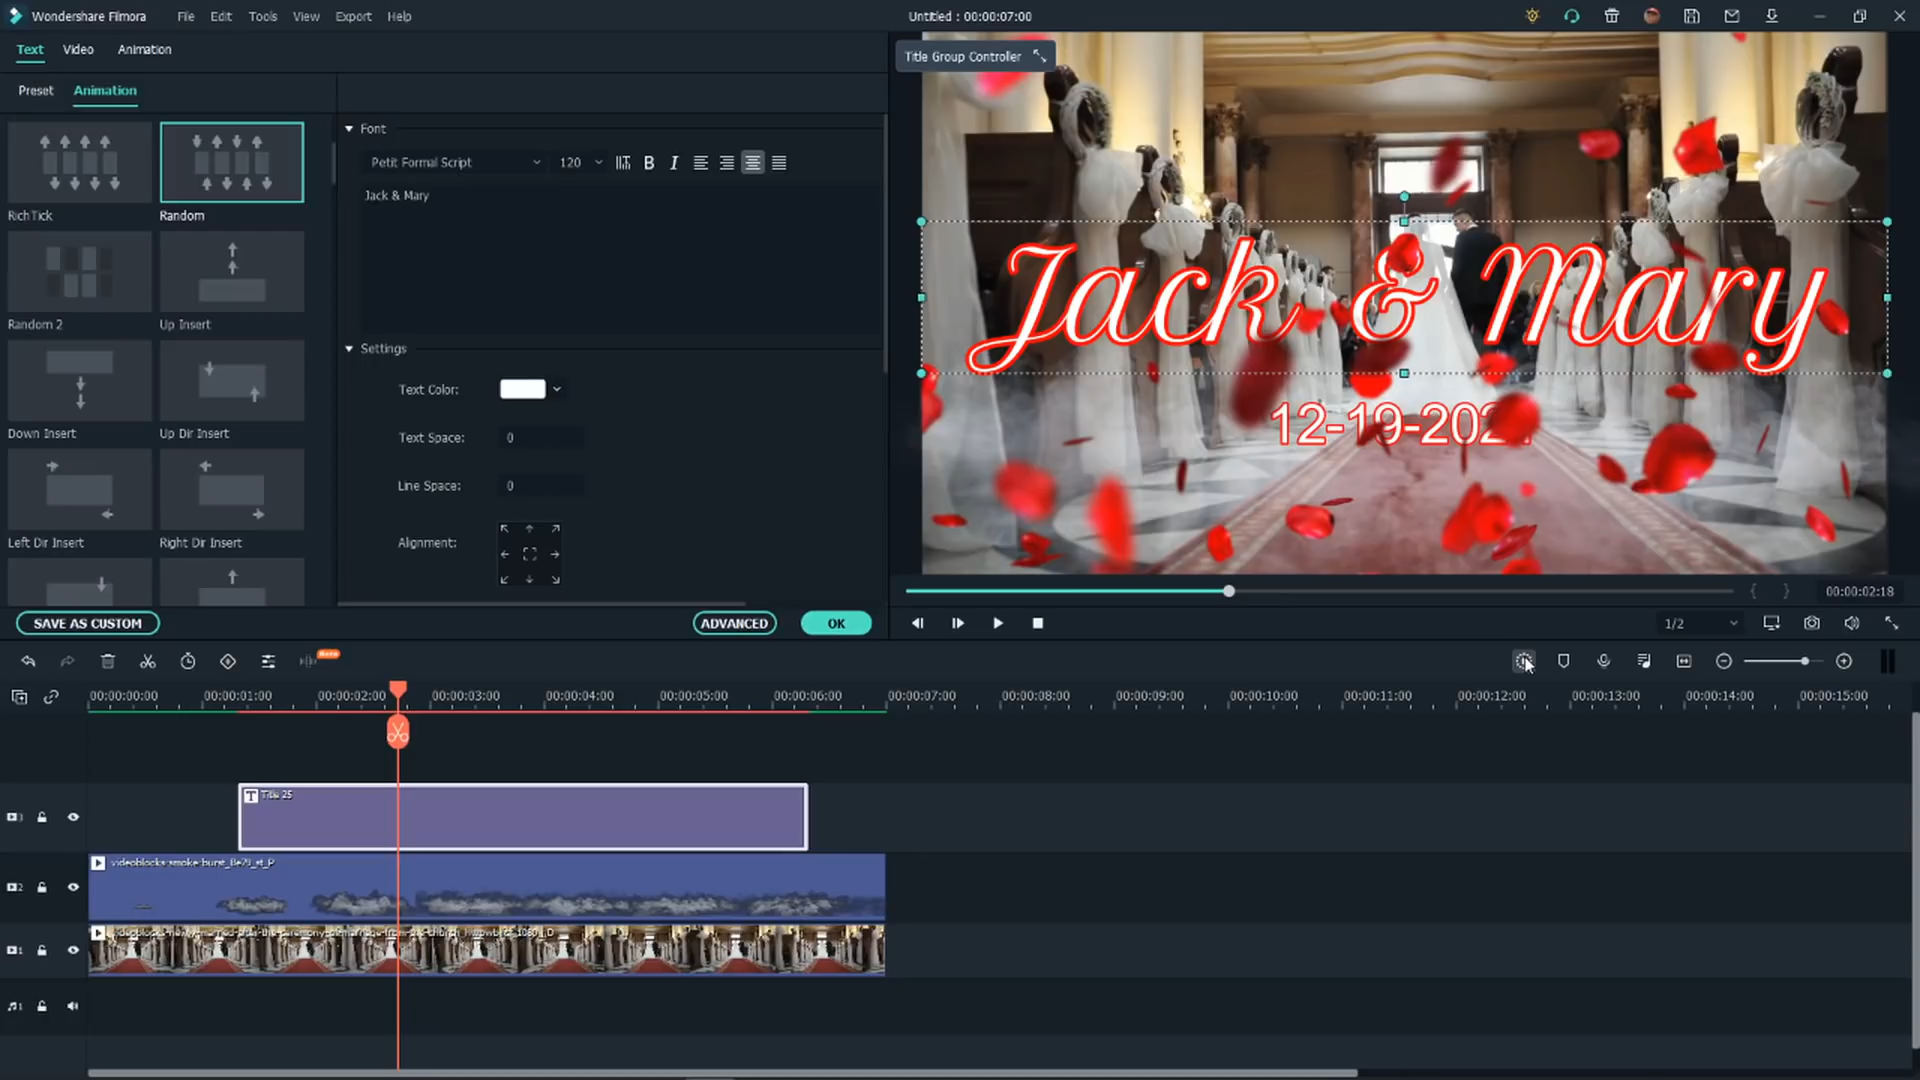 Wondershare Filmora File Edit Tools View Export Help Untitled : 00:00:07:00
Text Video Animation
Title Group Controller
Preset Animation
Font
Petit Formal Script 120 B I
Jack & Mary
RichTick Random
Random 2 Up Insert
Settings
Text Color:
Down Insert Up Dir Insert
Text Space: 0
Line Space: 0
Alignment:
Left Dir Insert Right Dir Insert
Jack & Mary
12-19-202
SAVE AS CUSTOM ADVANCED OK
00:00:02:18
1/2
00:00:00:00 00:00:01:00 00:00:02:00 00:00:03:00 00:00:04:00 00:00:05:00 00:00:06:00 00:00:07:00 00:00:08:00 00:00:09:00 00:00:10:00 00:00:11:00 00:00:12:00 00:00:13:00 00:00:14:00 00:00:15:00
3 T Title 25
2
1
1